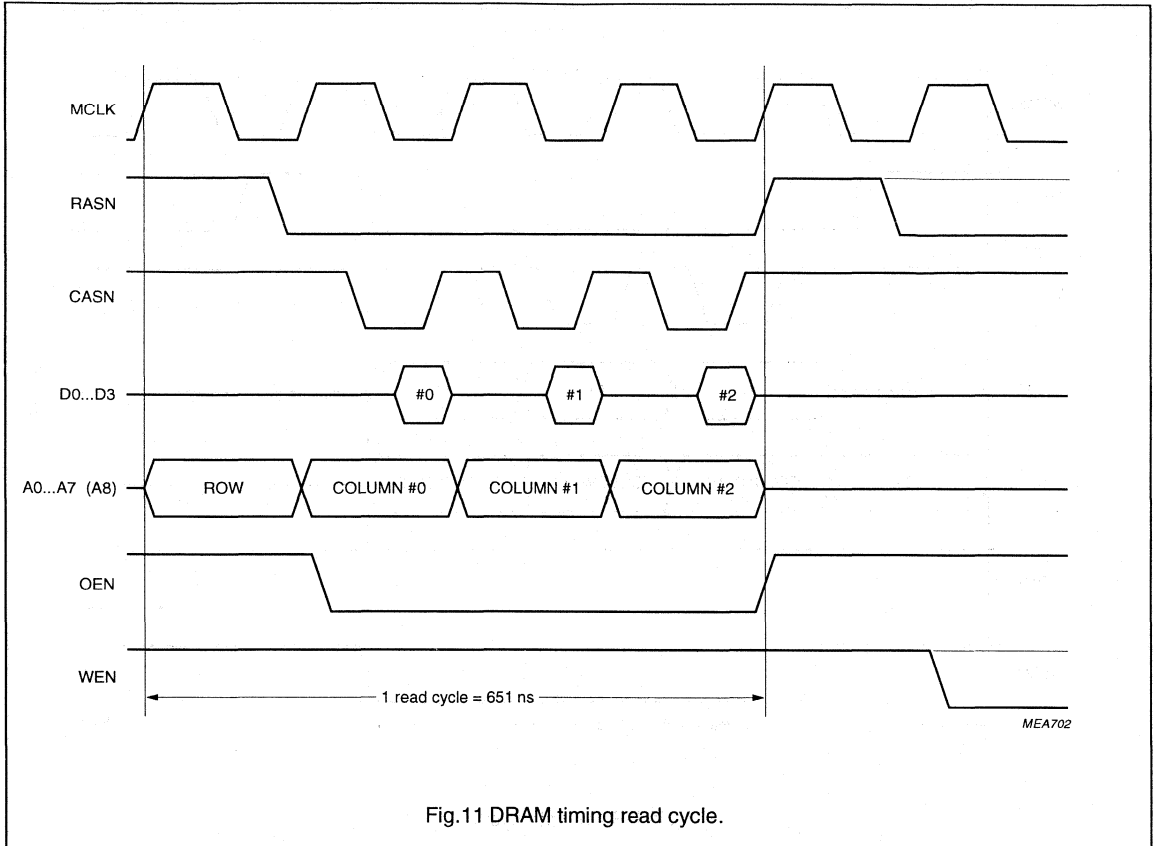 MCLK
RASN
CASN
D0...D3
#0
#1
#2
A0...A7 (A8)
ROW
COLUMN #0
COLUMN #1
COLUMN #2
OEN
WEN
1 read cycle = 651 ns
MEA702
Fig.11 DRAM timing read cycle.